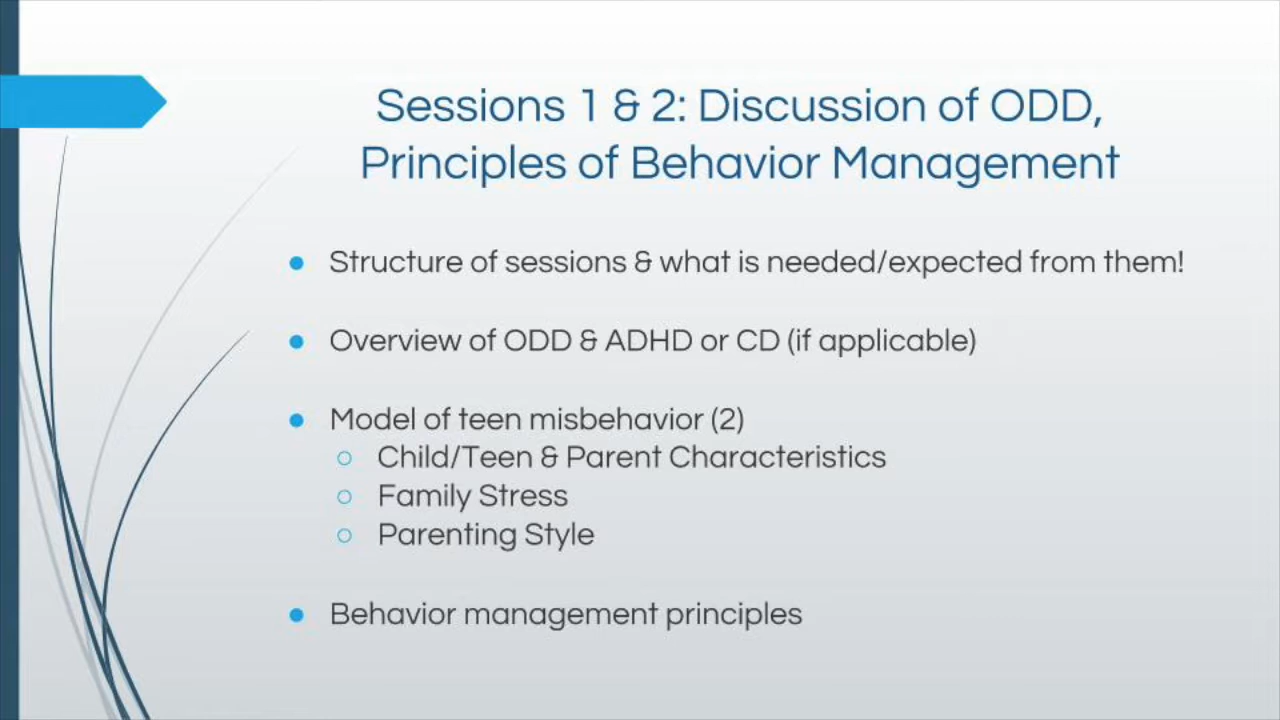 Sessions 1 & 2: Discussion of ODD,
Principles of Behavior Management
● Structure of sessions & what is needed/expected from them!
● Overview of ODD & ADHD or CD (if applicable)
● Model of teen misbehavior (2)
○ Child/Teen & Parent Characteristics
○ Family Stress
○ Parenting Style
● Behavior management principles